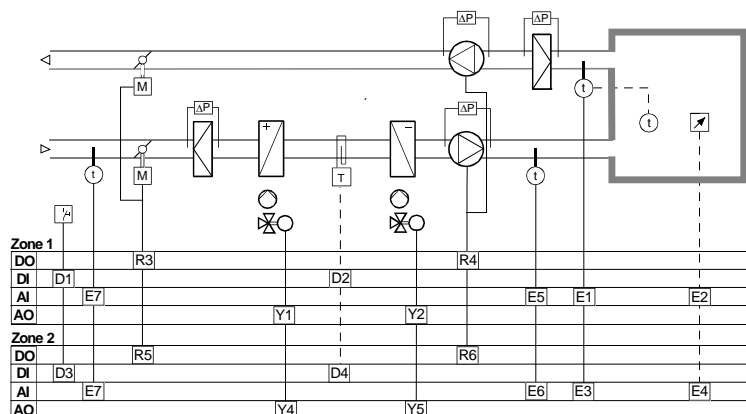 ΔP ΔP
M t
t
ΔP + − ΔP
M T
t t
Zone 1
DO R3 R4
DI D1 D2
AI E7 E5 E1 E2
AO Y1 Y2
Zone 2
DO R5 R6
DI D3 D4
AI E7 E6 E3 E4
AO Y4 Y5